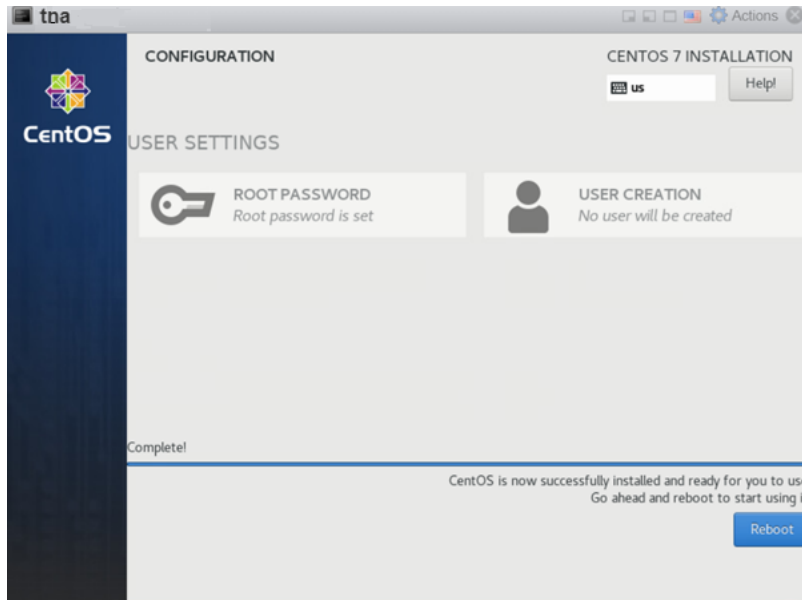 tna
Actions
CONFIGURATION
CENTOS 7 INSTALLATION
us
Help!
CentOS
USER SETTINGS
ROOT PASSWORD
Root password is set
USER CREATION
No user will be created
Complete!
CentOS is now successfully installed and ready for you to us
Go ahead and reboot to start using i
Reboot